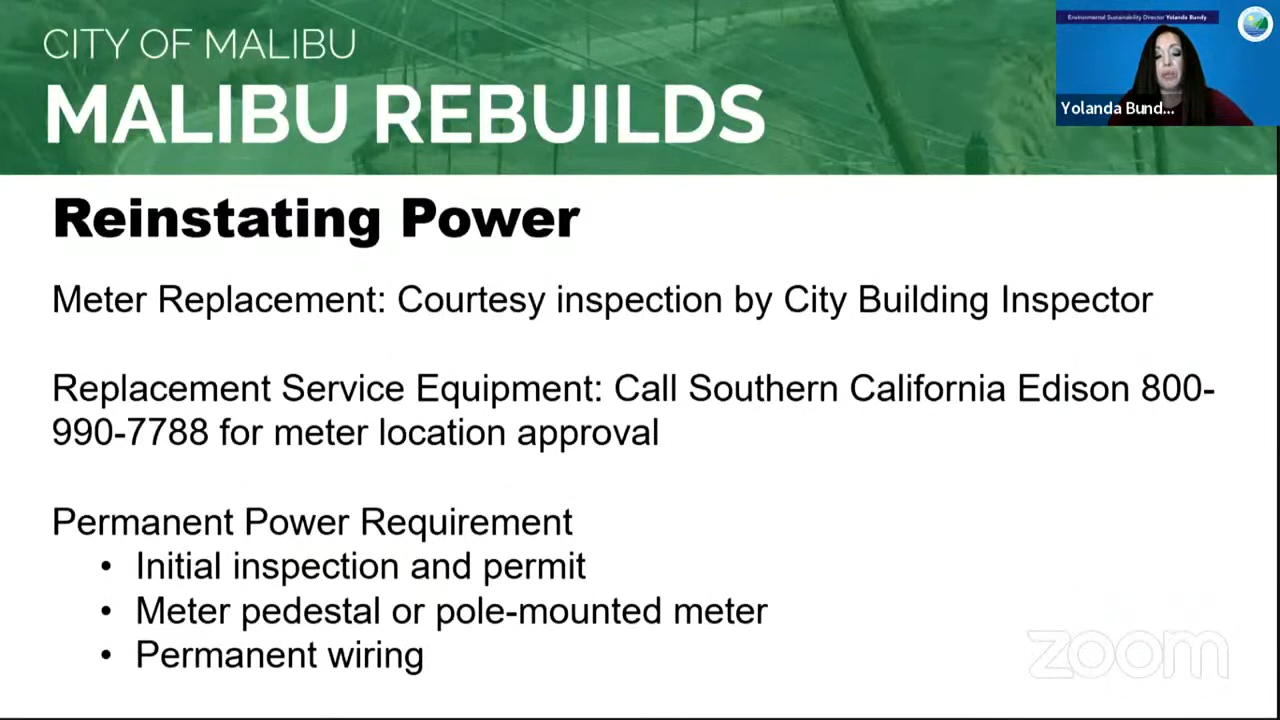 CITY OF MALIBU
MALIBU REBUILDS
Environmental Sustainability Director Yolanda Bundy
Yolanda Bund...
Reinstating Power
Meter Replacement: Courtesy inspection by City Building Inspector
Replacement Service Equipment: Call Southern California Edison 800-
990-7788 for meter location approval
Permanent Power Requirement
• Initial inspection and permit
• Meter pedestal or pole-mounted meter
• Permanent wiring
zoom